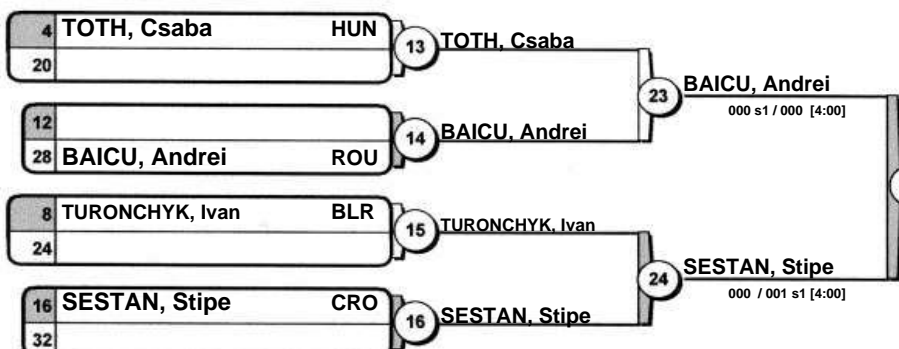 4 TOTH, Csaba HUN
20
13 TOTH, Csaba
12
28 BAICU, Andrei ROU
14 BAICU, Andrei
23 BAICU, Andrei
000 s1 / 000 [4:00]
8 TURONCHYK, Ivan BLR
24
15 TURONCHYK, Ivan
16 SESTAN, Stipe CRO
32
16 SESTAN, Stipe
24 SESTAN, Stipe
000 / 001 s1 [4:00]